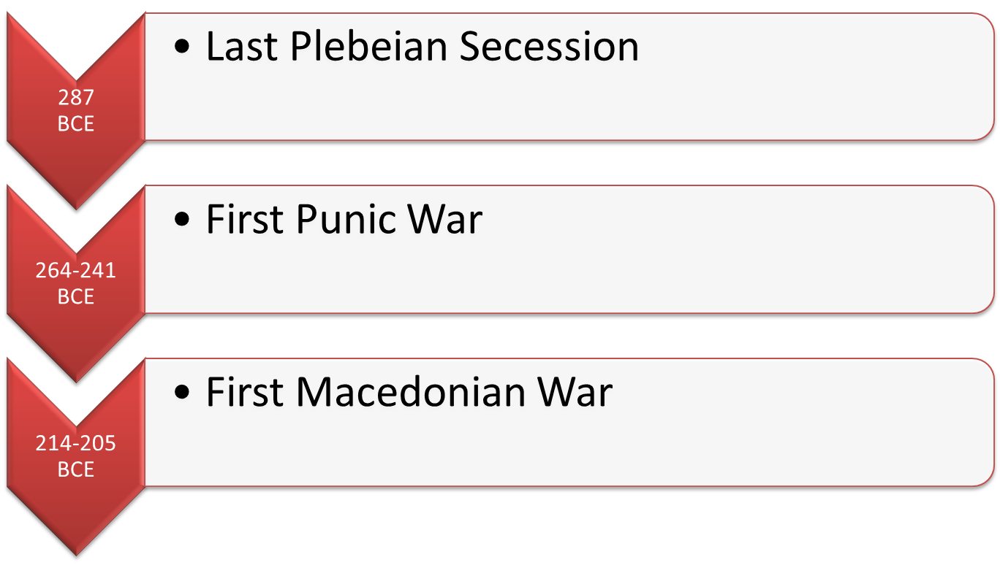 • Last Plebeian Secession
287
BCE
• First Punic War
264-241
BCE
• First Macedonian War
214-205
BCE